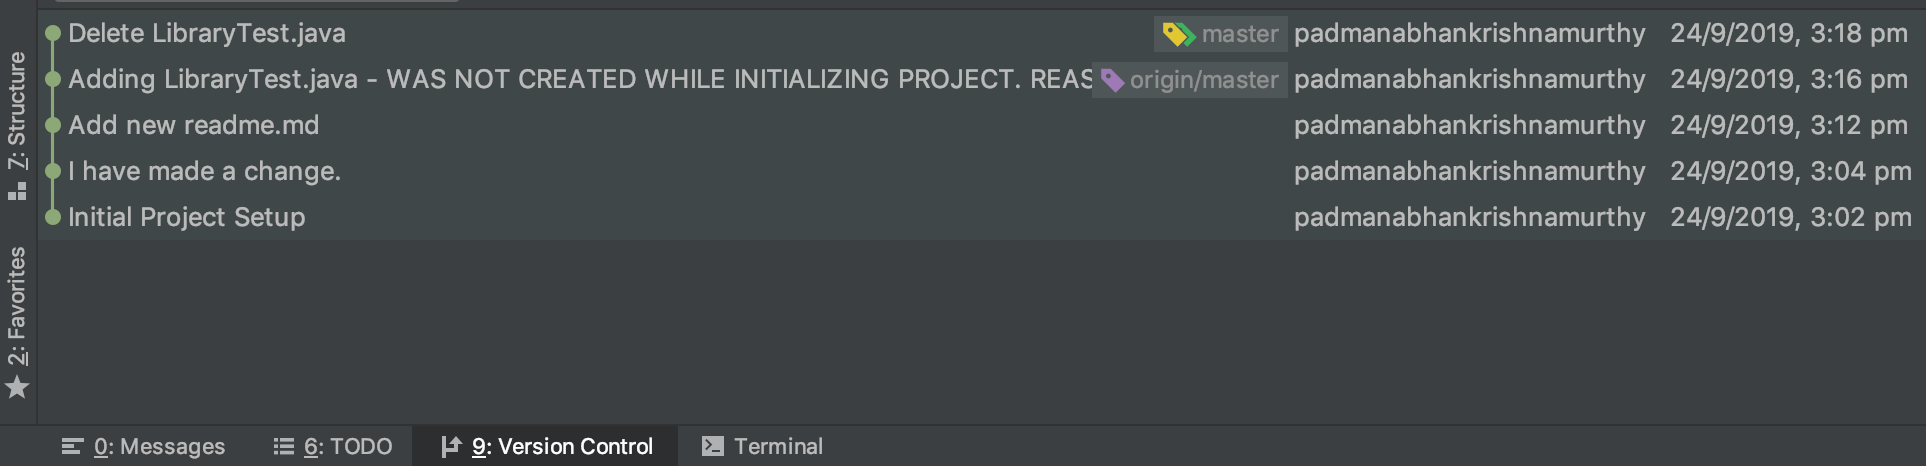 Delete LibraryTest.java master padmanabhankrishnamurthy 24/9/2019, 3:18 pm
Adding LibraryTest.java - WAS NOT CREATED WHILE INITIALIZING PROJECT. REAS origin/master padmanabhankrishnamurthy 24/9/2019, 3:16 pm
Add new readme.md padmanabhankrishnamurthy 24/9/2019, 3:12 pm
I have made a change. padmanabhankrishnamurthy 24/9/2019, 3:04 pm
Initial Project Setup padmanabhankrishnamurthy 24/9/2019, 3:02 pm
7: Structure
2: Favorites
0: Messages 6: TODO 9: Version Control Terminal